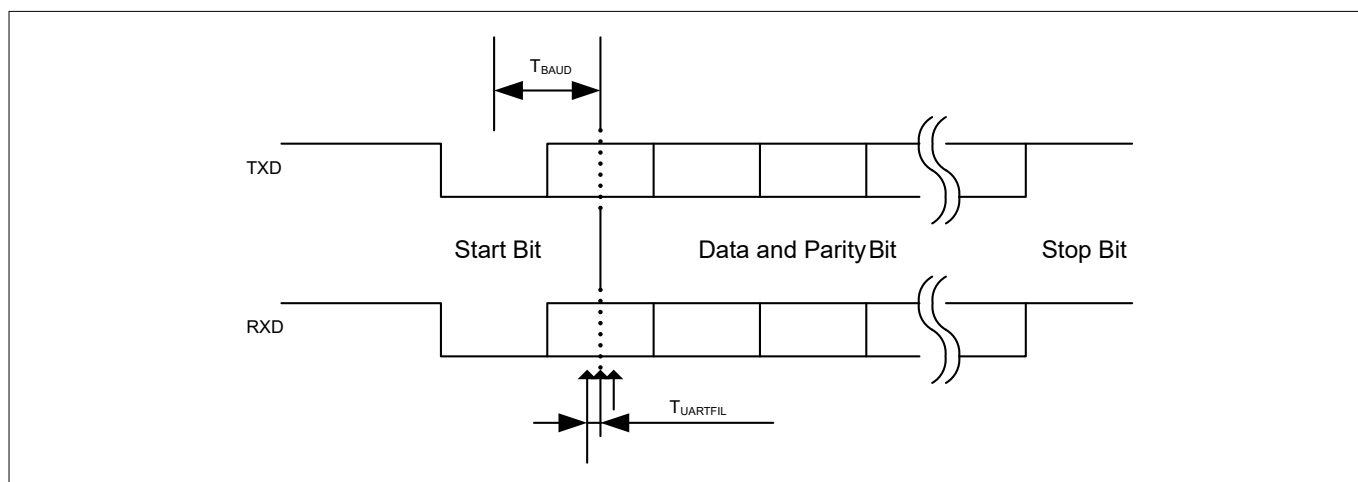 TBAUD
TXD
Start Bit
Data and Parity Bit
Stop Bit
RXD
TUARTFIL